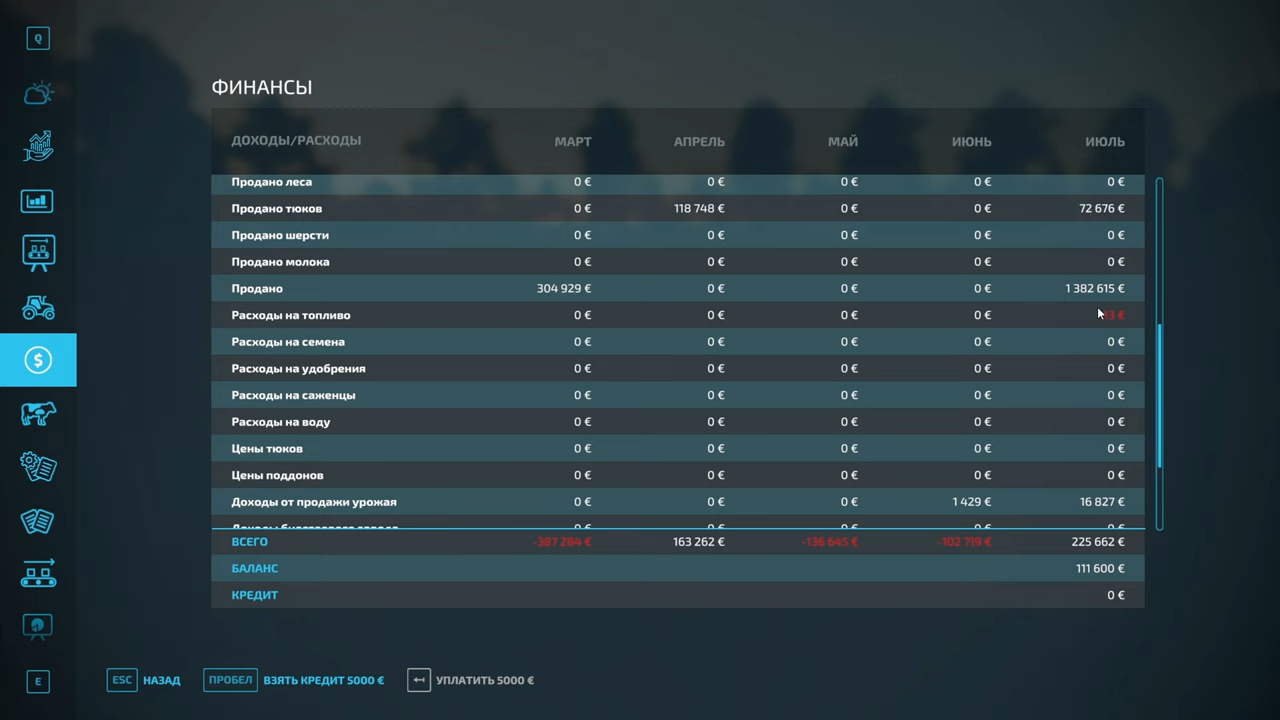 Q
ФИНАНСЫ
ДОХОДЫ/РАСХОДЫ МАРТ АПРЕЛЬ МАЙ ИЮНЬ ИЮЛЬ
Продано леса 0 € 0 € 0 € 0 € 0 €
Продано тюков 0 € 118 748 € 0 € 0 € 72 676 €
Продано шерсти 0 € 0 € 0 € 0 € 0 €
Продано молока 0 € 0 € 0 € 0 € 0 €
Продано 304 929 € 0 € 0 € 0 € 1 382 615 €
Расходы на топливо 0 € 0 € 0 € 0 € €
Расходы на семена 0 € 0 € 0 € 0 € 0 €
Расходы на удобрения 0 € 0 € 0 € 0 € 0 €
Расходы на саженцы 0 € 0 € 0 € 0 € 0 €
Расходы на воду 0 € 0 € 0 € 0 € 0 €
Цены тюков 0 € 0 € 0 € 0 € 0 €
Цены поддонов 0 € 0 € 0 € 0 € 0 €
Доходы от продажи урожая 0 € 0 € 0 € 1 429 € 16 827 €
ВСЕГО -387 284 € 163 262 € -136 645 € -102 719 € 225 662 €
БАЛАНС 111 600 €
КРЕДИТ 0 €
E
ESC НАЗАД ПРОБЕЛ ВЗЯТЬ КРЕДИТ 5000 € УПЛАТИТЬ 5000 €